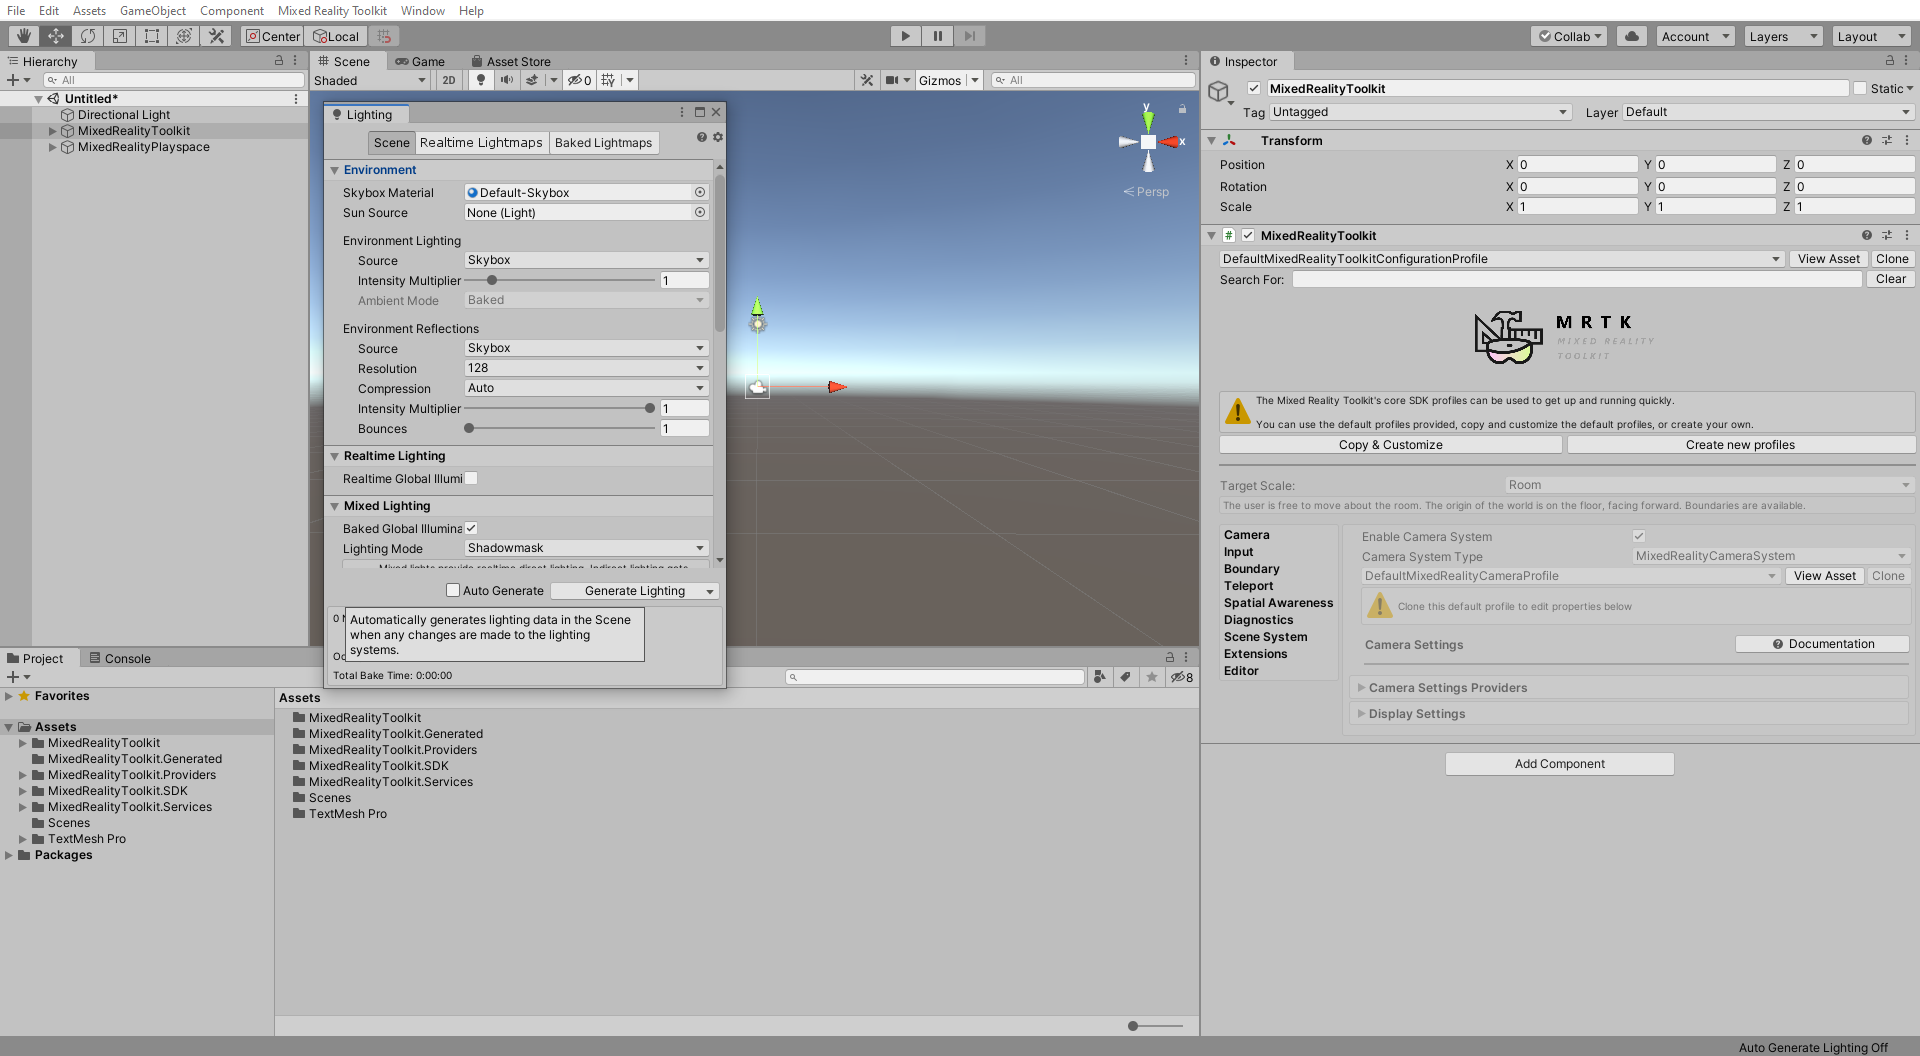 File Edit Assets GameObject Component Mixed Reality Toolkit Window Help
Center Local Collab Account Layers Layout
Hierarchy
All
Untitled*
Directional Light
MixedRealityToolkit
MixedRealityPlayspace
Scene Game Asset Store
Shaded 2D 0 Gizmos All
y
x
Persp
Lighting
Scene Realtime Lightmaps Baked Lightmaps
Environment
Skybox Material Default-Skybox
Sun Source None (Light)
Environment Lighting
Source Skybox
Intensity Multiplier 1
Ambient Mode Baked
Environment Reflections
Source Skybox
Resolution 128
Compression Auto
Intensity Multiplier 1
Bounces 1
Realtime Lighting
Realtime Global Illumi
Mixed Lighting
Baked Global Illumina
Lighting Mode Shadowmask
Auto Generate Generate Lighting
0
Automatically generates lighting data in the Scene
when any changes are made to the lighting
systems.
Total Bake Time: 0:00:00
Project Console
8
Favorites
Assets
MixedRealityToolkit
MixedRealityToolkit.Generated
MixedRealityToolkit.Providers
MixedRealityToolkit.SDK
MixedRealityToolkit.Services
Scenes
TextMesh Pro
Packages
Assets
MixedRealityToolkit
MixedRealityToolkit.Generated
MixedRealityToolkit.Providers
MixedRealityToolkit.SDK
MixedRealityToolkit.Services
Scenes
TextMesh Pro
Inspector
MixedRealityToolkit Static
Tag Untagged Layer Default
Transform
Position X 0 Y 0 Z 0
Rotation X 0 Y 0 Z 0
Scale X 1 Y 1 Z 1
# MixedRealityToolkit
DefaultMixedRealityToolkitConfigurationProfile View Asset Clone
Search For: Clear
MRTK
MIXED REALITY
TOOLKIT
The Mixed Reality Toolkit's core SDK profiles can be used to get up and running quickly.
You can use the default profiles provided, copy and customize the default profiles, or create your own.
Copy & Customize Create new profiles
Target Scale: Room
The user is free to move about the room. The origin of the world is on the floor, facing forward. Boundaries are available.
Camera
Input
Boundary
Teleport
Spatial Awareness
Diagnostics
Scene System
Extensions
Editor
Enable Camera System
Camera System Type MixedRealityCameraSystem
DefaultMixedRealityCameraProfile View Asset Clone
Clone this default profile to edit properties below
Camera Settings Documentation
Camera Settings Providers
Display Settings
Add Component
Auto Generate Lighting Off